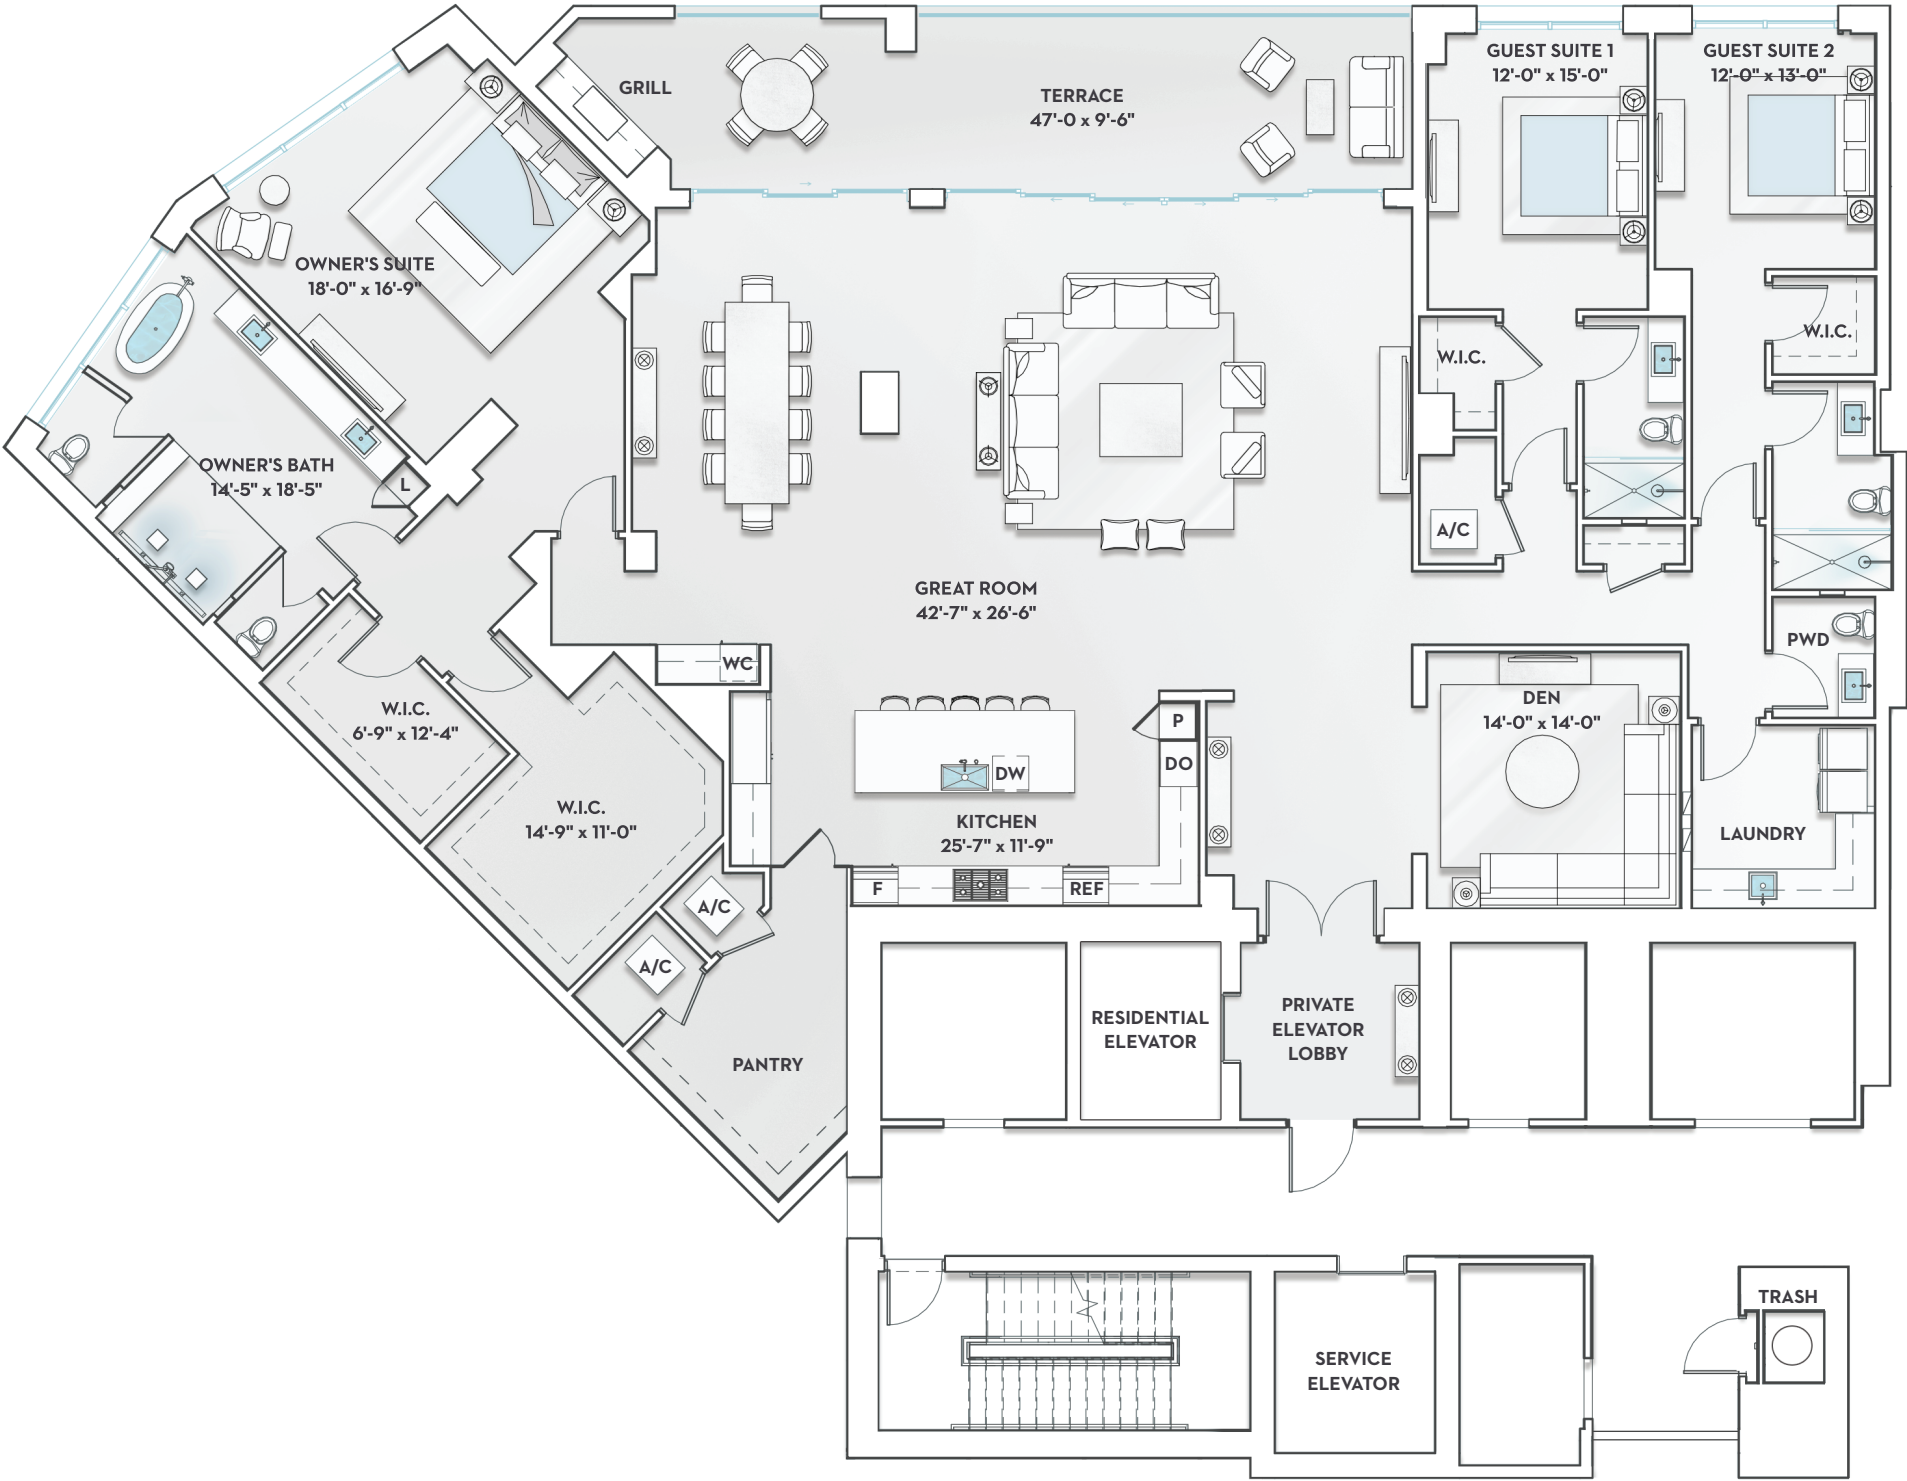 GUEST SUITE 1
12'-0" x 15'-0"
GUEST SUITE 2
12'-0" x 13'-0"
GRILL
TERRACE
47'-0 x 9'-6"
OWNER'S SUITE
18'-0" x 16'-9"
W.I.C.
W.I.C.
OWNER'S BATH
14'-5" x 18'-5"
L
A/C
GREAT ROOM
42'-7" x 26'-6"
PWD
WC
DEN
14'-0" x 14'-0"
W.I.C.
6'-9" x 12'-4"
P
DO
DW
W.I.C.
14'-9" x 11'-0"
KITCHEN
25'-7" x 11'-9"
LAUNDRY
F
REF
A/C
A/C
PRIVATE
ELEVATOR
LOBBY
RESIDENTIAL
ELEVATOR
PANTRY
TRASH
SERVICE
ELEVATOR